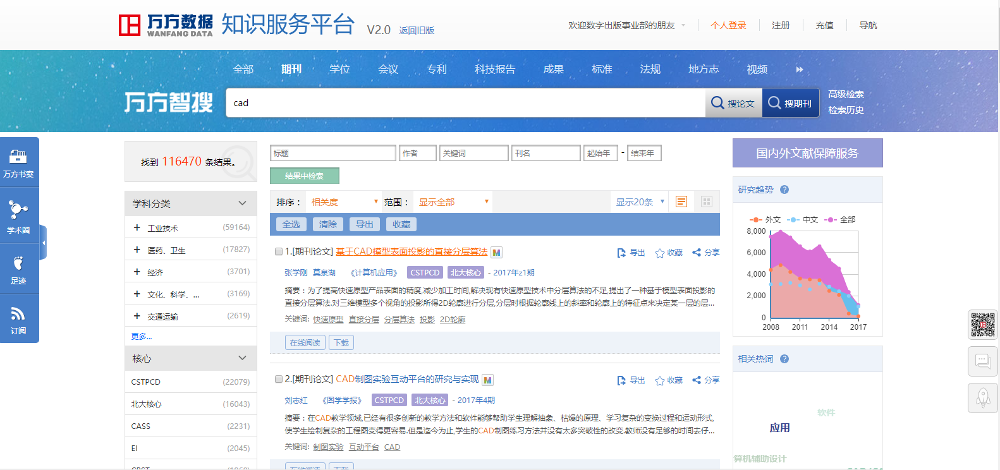 万方数据
WANFANG DATA
知识服务平台
V2.0 返回旧版
欢迎数字出版事业部的朋友 个人登录 注册 充值 导航
全部 期刊 学位 会议 专利 科技报告 成果 标准 法规 地方志 视频
万方智搜
cad
搜论文 搜期刊
高级检索
检索历史
万方书案
学术圈
足迹
订阅
找到 116470 条结果。
学科分类
工业技术 (59164)
医药、卫生 (17827)
经济 (3701)
文化、科学、... (3169)
交通运输 (2619)
更多...
核心
CSTPCD (22079)
北大核心 (16043)
CASS (2231)
EI (2045)
标题 作者 关键词 刊名 起始年 - 结束年
结果中检索
排序： 相关度 范围： 显示全部 显示20条
全选 清除 导出 收藏
1.[期刊论文] 基于CAD模型表面投影的直接分层算法 M 导出 收藏 分享
张学刚 莫泉湖 《计算机应用》 CSTPCD 北大核心 - 2017年z1期
摘要：为了提高快速原型产品表面的精度,减少加工时间,解决现有快速原型技术中分层算法的不足,提出了一种基于模型表面投影的
直接分层算法.对三维模型多个视角的投影所得2D轮廓进行分层,分层时根据轮廓线上的斜率和轮廓上的特征点来决定某一层的层...
关键词: 快速原型 直接分层 分层算法 投影 2D轮廓
在线阅读 下载
2.[期刊论文] CAD制图实验互动平台的研究与实现 M 导出 收藏 分享
刘志红 《图学学报》 CSTPCD 北大核心 - 2017年4期
摘要：在CAD教学领域,已经有很多创新的教学方法和软件能够帮助学生理解抽象、枯燥的原理、学习复杂的变换过程和运动形式,
使学生绘制复杂的工程图变得更容易.但是迄今为止,学生的CAD制图练习方法并没有太多突破性的改变.教师没有足够的时间去仔...
关键词: 制图实验 互动平台 CAD
国内外文献保障服务
研究趋势 ?
外文 中文 全部
8,000
6,000
4,000
2,000
0
2008 2011 2014 2017
相关热词 ?
软件
应用
算机辅助设计